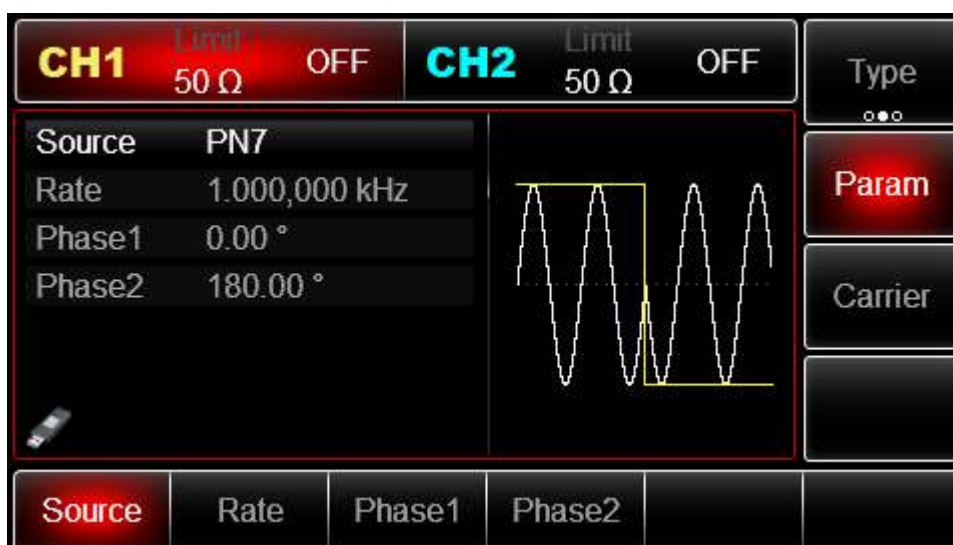 CH1 Limit 50 Ω OFF CH2 Limit 50 Ω OFF
Type
Source PN7
Rate 1.000,000 kHz
Phase1 0.00 °
Phase2 180.00 °
Param
Carrier
Source Rate Phase1 Phase2